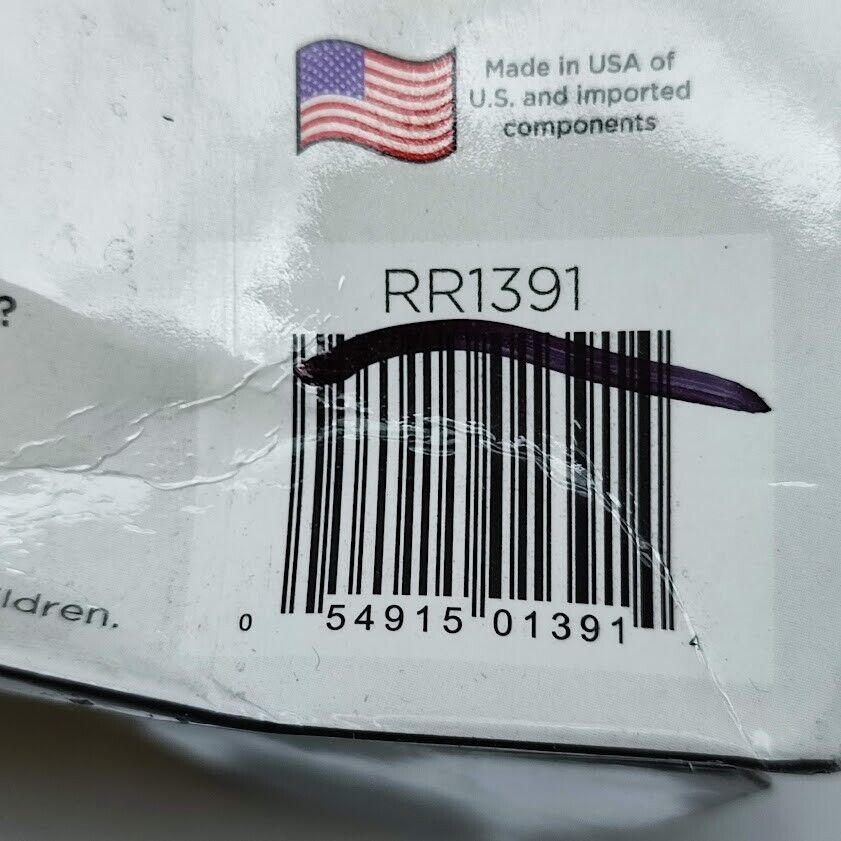 Made in USA of
U.S. and imported
components
RR1391
?
ldren.
0 54915 01391 4